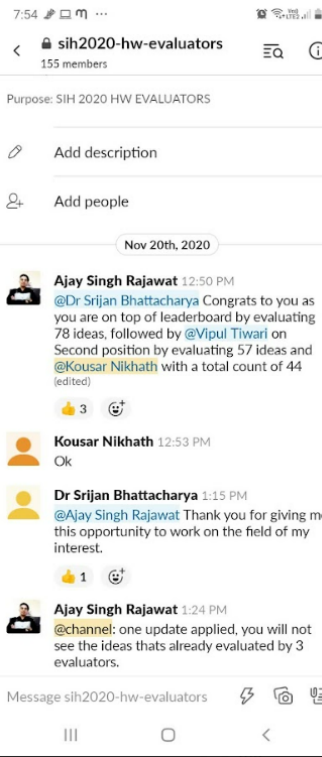 7:54
sih2020-hw-evaluators
155 members
Purpose: SIH 2020 HW EVALUATORS
Add description
Add people
Nov 20th, 2020
Ajay Singh Rajawat 12:50 PM
@Dr Srijan Bhattacharya Congrats to you as
you are on top of leaderboard by evaluating
78 ideas, followed by @Vipul Tiwari on
Second position by evaluating 57 ideas and
@Kousar Nikhath with a total count of 44
(edited)
3
Kousar Nikhath 12:53 PM
Ok
Dr Srijan Bhattacharya 1:15 PM
@Ajay Singh Rajawat Thank you for giving m
this opportunity to work on the field of my
interest.
1
Ajay Singh Rajawat 1:24 PM
@channel: one update applied, you will not
see the ideas thats already evaluated by 3
evaluators.
Message sih2020-hw-evaluators